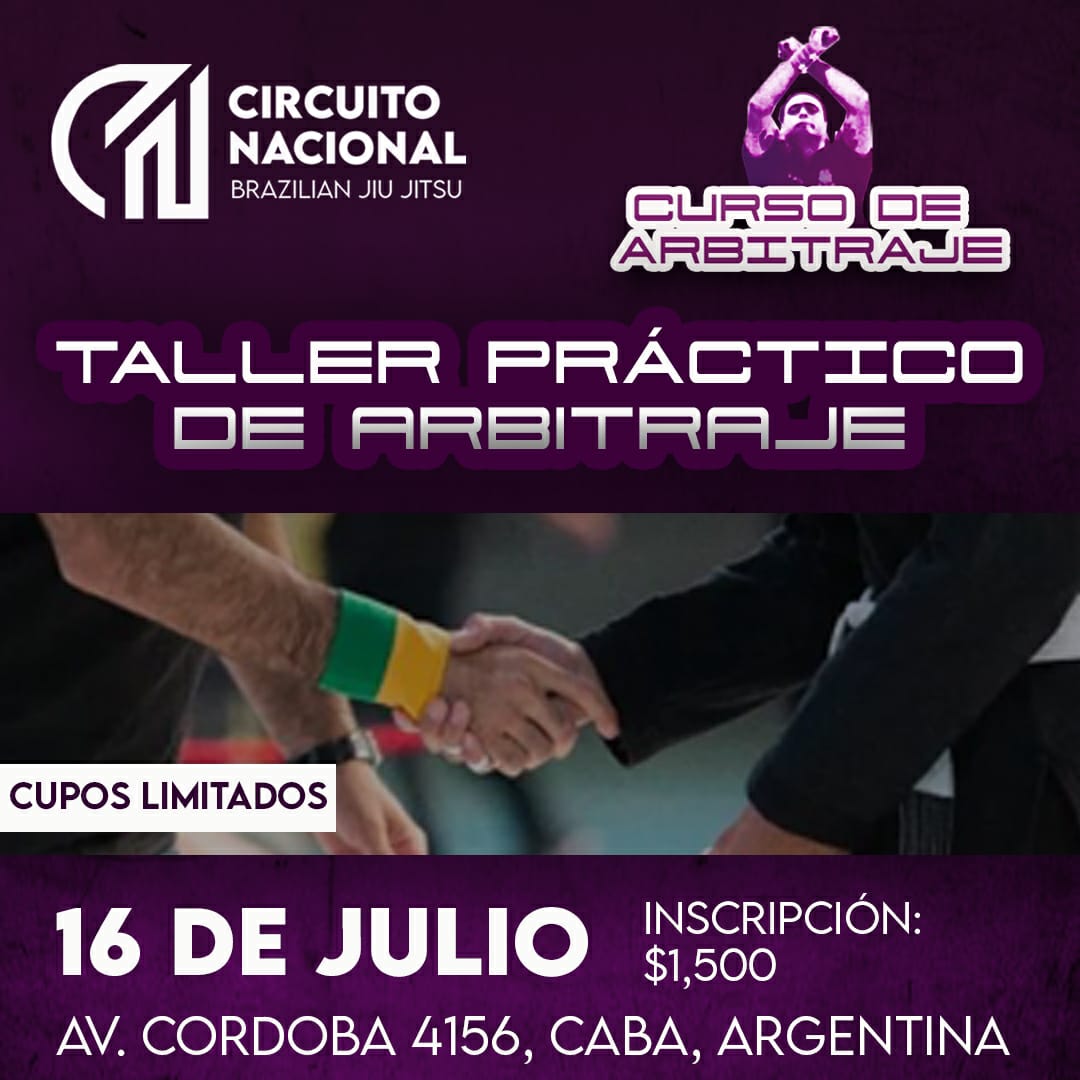 CIRCUITO
NACIONAL
BRAZILIAN JIU JITSU
CURSO DE
ARBITRAJE
TALLER PRÁCTICO
DE ARBITRAJE
CUPOS LIMITADOS
16 DE JULIO
INSCRIPCIÓN:
$1,500
AV. CORDOBA 4156, CABA, ARGENTINA